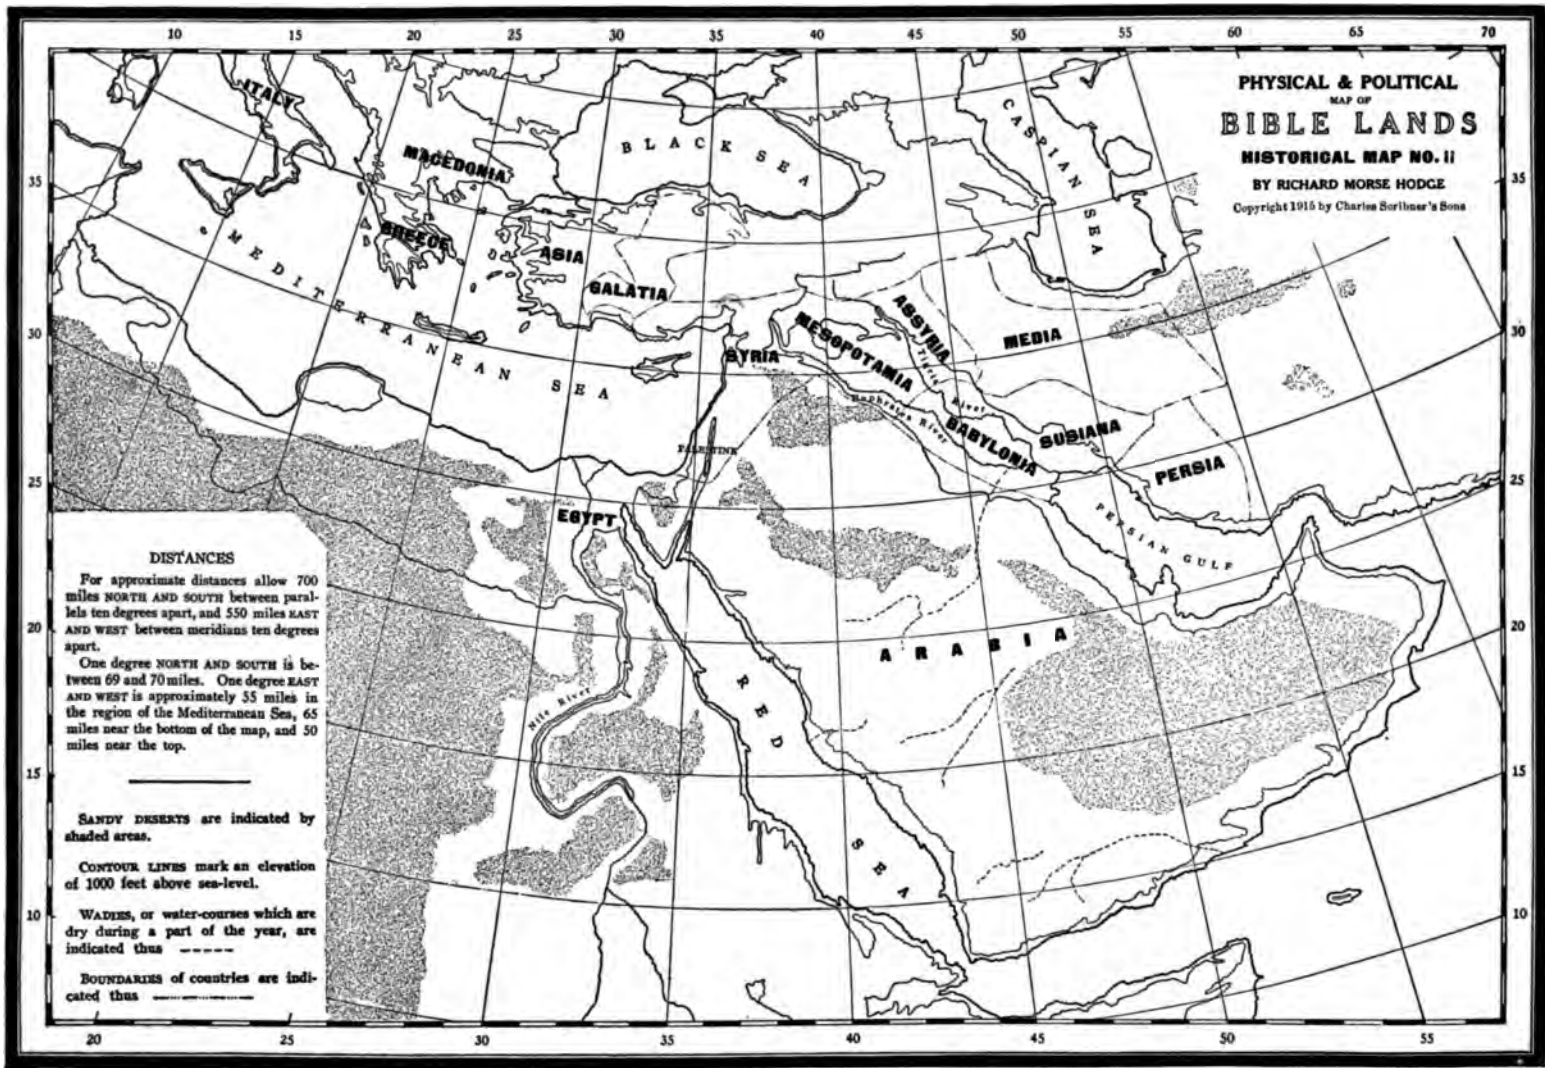 10 15 20 25 30 35 40 45 50 55 60 65 70
PHYSICAL & POLITICAL
MAP OF
BIBLE LANDS
HISTORICAL MAP NO. II
BY RICHARD MORSE HODGE
Copyright 1915 by Charles Scribner's Sons
ITALY
MACEDONIA
GREECE
BLACK SEA
CASPIAN SEA
ASIA
GALATIA
MEDITERRANEAN SEA
SYRIA
MESOPOTAMIA
ASSYRIA
MEDIA
Tigris River
Euphrates River
BABYLONIA
SUSIANA
PERSIA
PALESTINE
EGYPT
PERSIAN GULF
ARABIA
RED SEA
Nile River
35
30
25
20
15
10
35
30
25
20
15
10
DISTANCES
For approximate distances allow 700
miles NORTH AND SOUTH between paral-
lels ten degrees apart, and 550 miles EAST
AND WEST between meridians ten degrees
apart.
One degree NORTH AND SOUTH is be-
tween 69 and 70 miles. One degree EAST
AND WEST is approximately 55 miles in
the region of the Mediterranean Sea, 65
miles near the bottom of the map, and 50
miles near the top.
SANDY DESERTS are indicated by
shaded areas.
CONTOUR LINES mark an elevation
of 1000 feet above sea-level.
WADIES, or water-courses which are
dry during a part of the year, are
indicated thus
BOUNDARIES of countries are indi-
cated thus
20 25 30 35 40 45 50 55